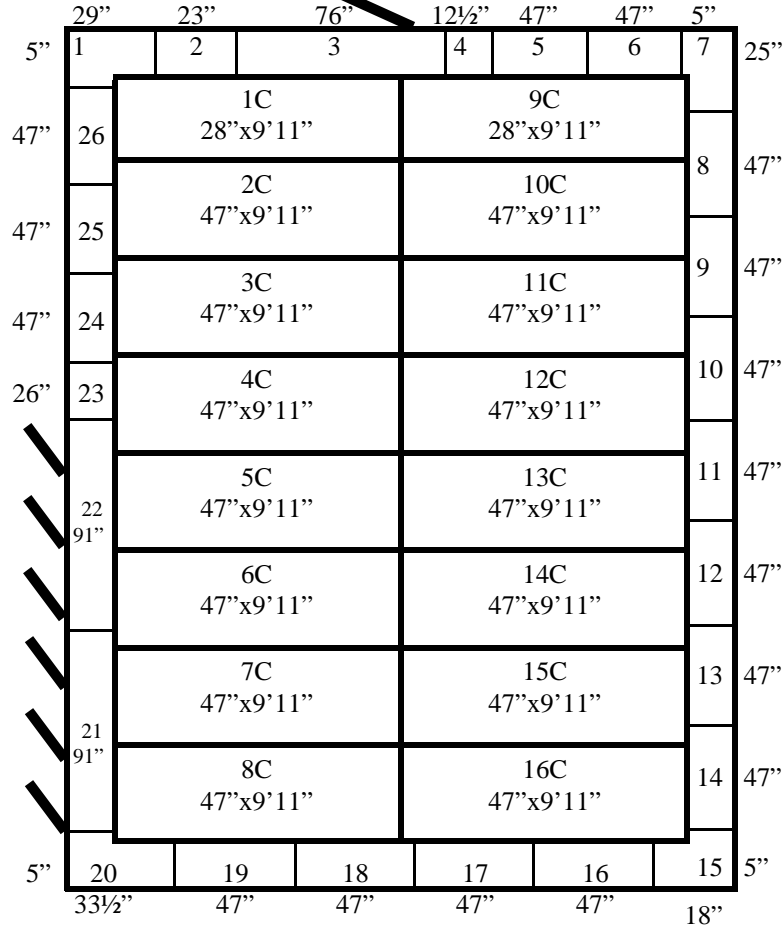 29” 23” 76” 12½” 47” 47” 5”
5” 1 2 3 4 5 6 7 25”
1C 9C
28”x9’11” 28”x9’11”
47” 26 8 47”
2C 10C
47”x9’11” 47”x9’11”
47” 25 9 47”
3C 11C
47”x9’11” 47”x9’11”
47” 24
26” 23 10 47”
4C 12C
47”x9’11” 47”x9’11”
5C 13C 11 47”
47”x9’11” 47”x9’11”
22
91”
6C 14C 12 47”
47”x9’11” 47”x9’11”
7C 15C 13 47”
47”x9’11” 47”x9’11”
21
91”
8C 16C 14 47”
47”x9’11” 47”x9’11”
5” 20 19 18 17 16 15 5”
33½” 47” 47” 47” 47” 18”